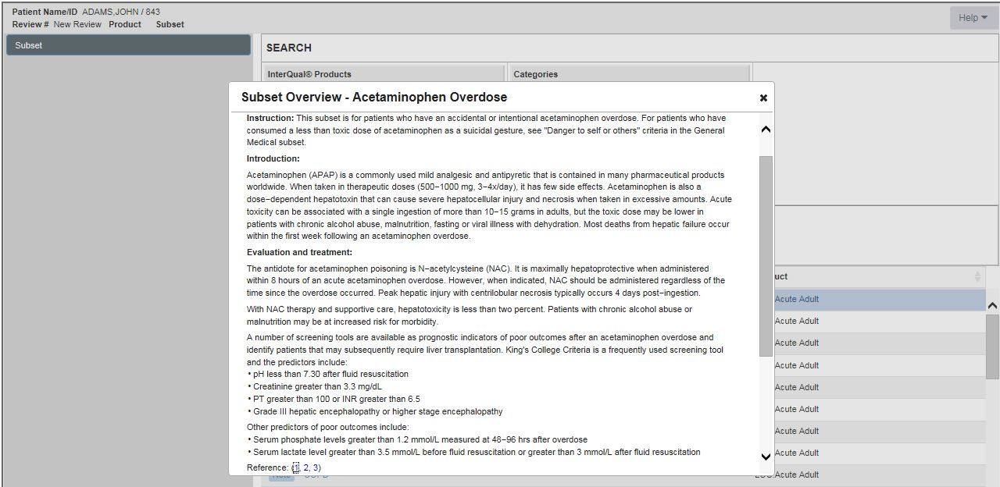 Patient Name/ID ADAMS,JOHN / 843
Review # New Review Product Subset
Help
Subset
SEARCH
InterQual® Products
Categories
Subset Overview - Acetaminophen Overdose
Instruction: This subset is for patients who have an accidental or intentional acetaminophen overdose. For patients who have
consumed a less than toxic dose of acetaminophen as a suicidal gesture, see "Danger to self or others" criteria in the General
Medical subset.
Introduction:
Acetaminophen (APAP) is a commonly used mild analgesic and antipyretic that is contained in many pharmaceutical products
worldwide. When taken in therapeutic doses (500−1000 mg, 3−4x/day), it has few side effects. Acetaminophen is also a
dose−dependent hepatotoxin that can cause severe hepatocellular injury and necrosis when taken in excessive amounts. Acute
toxicity can be associated with a single ingestion of more than 10−15 grams in adults, but the toxic dose may be lower in
patients with chronic alcohol abuse, malnutrition, fasting or viral illness with dehydration. Most deaths from hepatic failure occur
within the first week following an acetaminophen overdose.
Evaluation and treatment:
The antidote for acetaminophen poisoning is N−acetylcysteine (NAC). It is maximally hepatoprotective when administered
within 8 hours of an acute acetaminophen overdose. However, when indicated, NAC should be administered regardless of the
time since the overdose occurred. Peak hepatic injury with centrilobular necrosis typically occurs 4 days post−ingestion.
With NAC therapy and supportive care, hepatotoxicity is less than two percent. Patients with chronic alcohol abuse or
malnutrition may be at increased risk for morbidity.
A number of screening tools are available as prognostic indicators of poor outcomes after an acetaminophen overdose and
identify patients that may subsequently require liver transplantation. King's College Criteria is a frequently used screening tool
and the predictors include:
• pH less than 7.30 after fluid resuscitation
• Creatinine greater than 3.3 mg/dL
• PT greater than 100 or INR greater than 6.5
• Grade III hepatic encephalopathy or higher stage encephalopathy
Other predictors of poor outcomes include:
• Serum phosphate levels greater than 1.2 mmol/L measured at 48−96 hrs after overdose
• Serum lactate level greater than 3.5 mmol/L before fluid resuscitation or greater than 3 mmol/L after fluid resuscitation
Reference: (1, 2, 3)
uct
Acute Adult
Acute Adult
Acute Adult
Acute Adult
Acute Adult
Acute Adult
Acute Adult
Acute Adult
Acute Adult